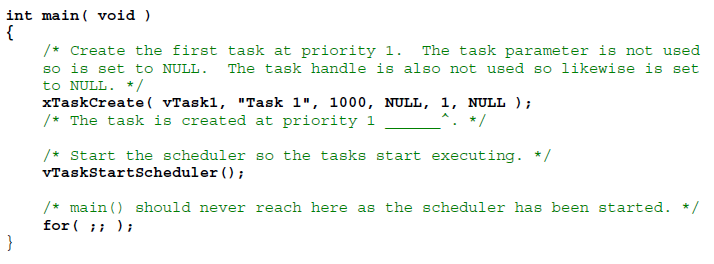 int main( void )
{
/* Create the first task at priority 1.  The task parameter is not used
so is set to NULL.  The task handle is also not used so likewise is set
to NULL. */
xTaskCreate( vTask1, "Task 1", 1000, NULL, 1, NULL );
/* The task is created at priority 1 ______^. */
/* Start the scheduler so the tasks start executing. */
vTaskStartScheduler();
/* main() should never reach here as the scheduler has been started. */
for( ;; );
}